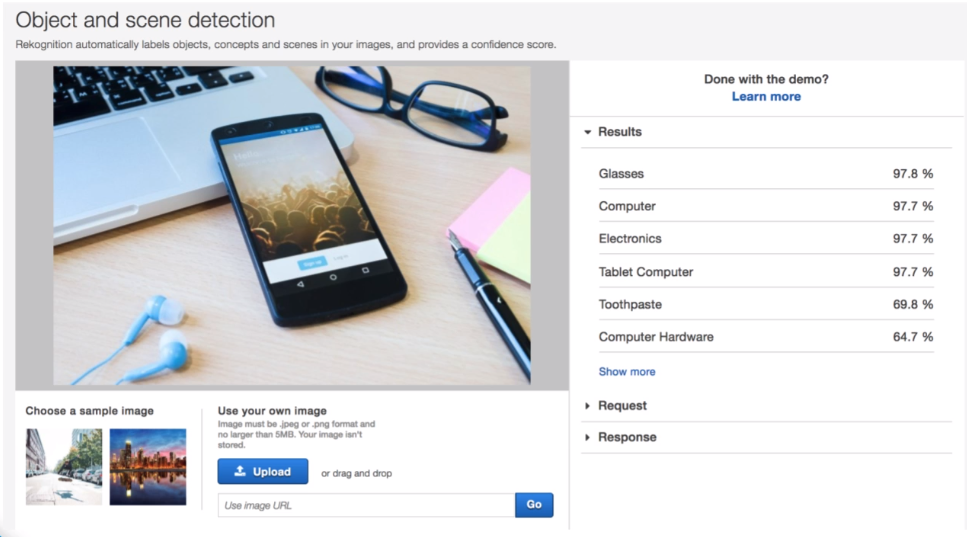 Object and scene detection
Rekognition automatically labels objects, concepts and scenes in your images, and provides a confidence score.
Sign up
Log in
Choose a sample image
Use your own image
Image must be .jpeg or .png format and
no larger than 5MB. Your image isn't
stored.
Upload
or drag and drop
Use image URL
Go
Done with the demo?
Learn more
Results
Glasses 97.8 %
Computer 97.7 %
Electronics 97.7 %
Tablet Computer 97.7 %
Toothpaste 69.8 %
Computer Hardware 64.7 %
Show more
Request
Response